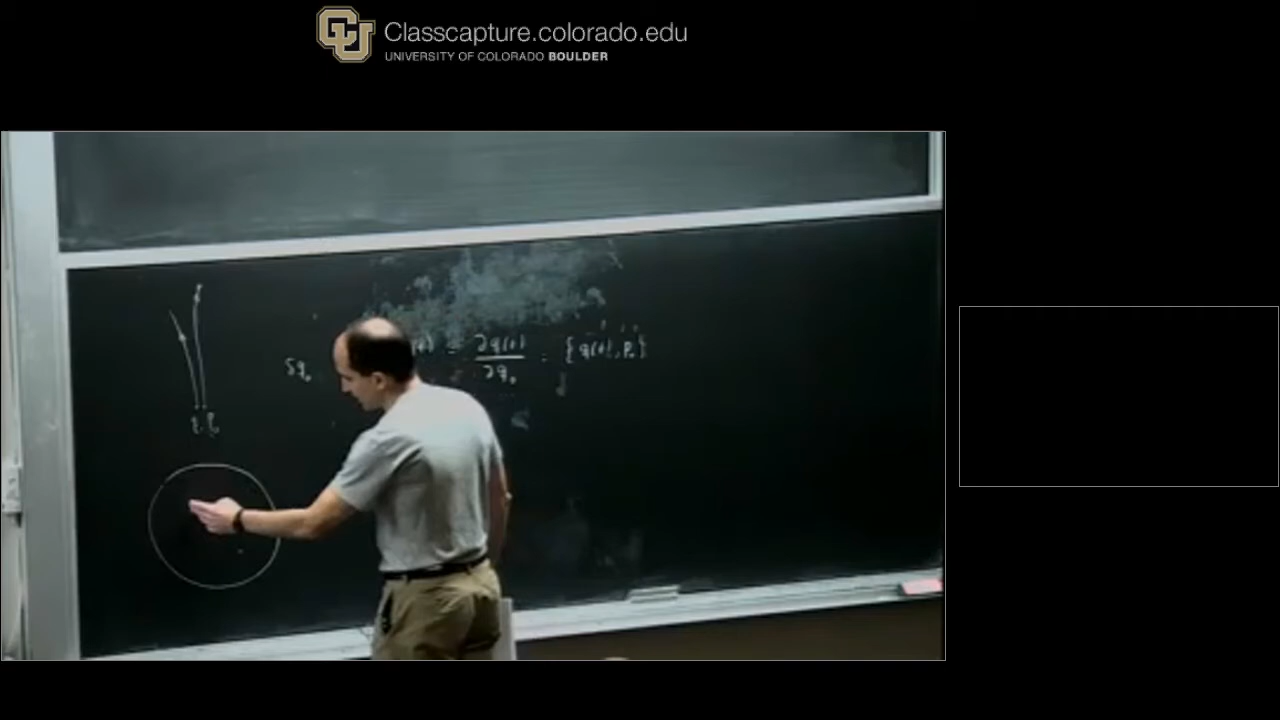 Classcapture.colorado.edu
UNIVERSITY OF COLORADO BOULDER
δq₀ (t) = ∂q(t)/∂q₀ = {q(t), p₀}